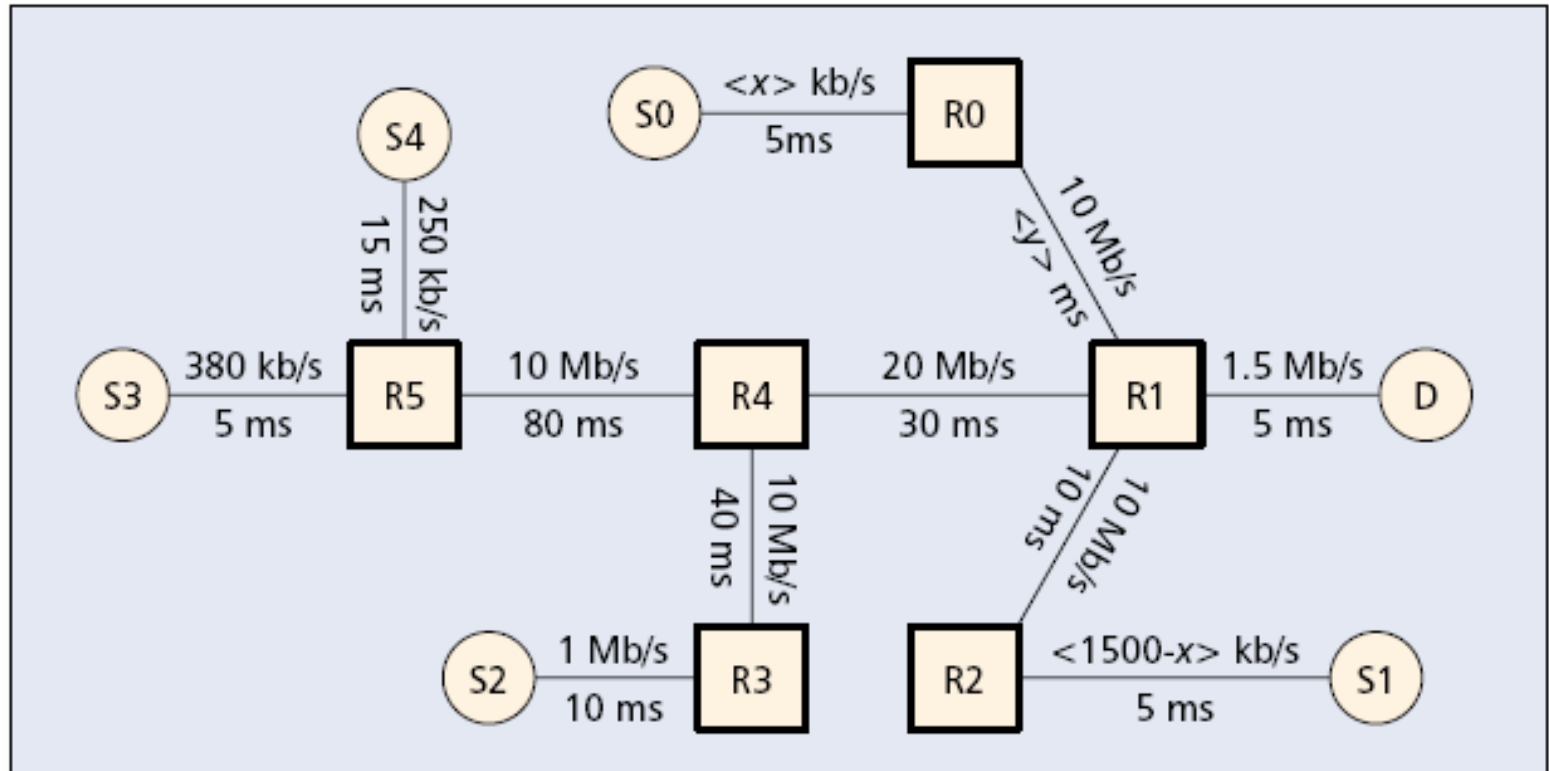 <x> kb/s
S0
R0
5ms
S4
250 kb/s
15 ms
10 Mb/s
<y> ms
380 kb/s
S3
5 ms
R5
10 Mb/s
80 ms
R4
20 Mb/s
30 ms
R1
1.5 Mb/s
5 ms
D
10 Mb/s
40 ms
10 ms
10 Mb/s
1 Mb/s
S2
10 ms
R3
R2
<1500-x> kb/s
5 ms
S1